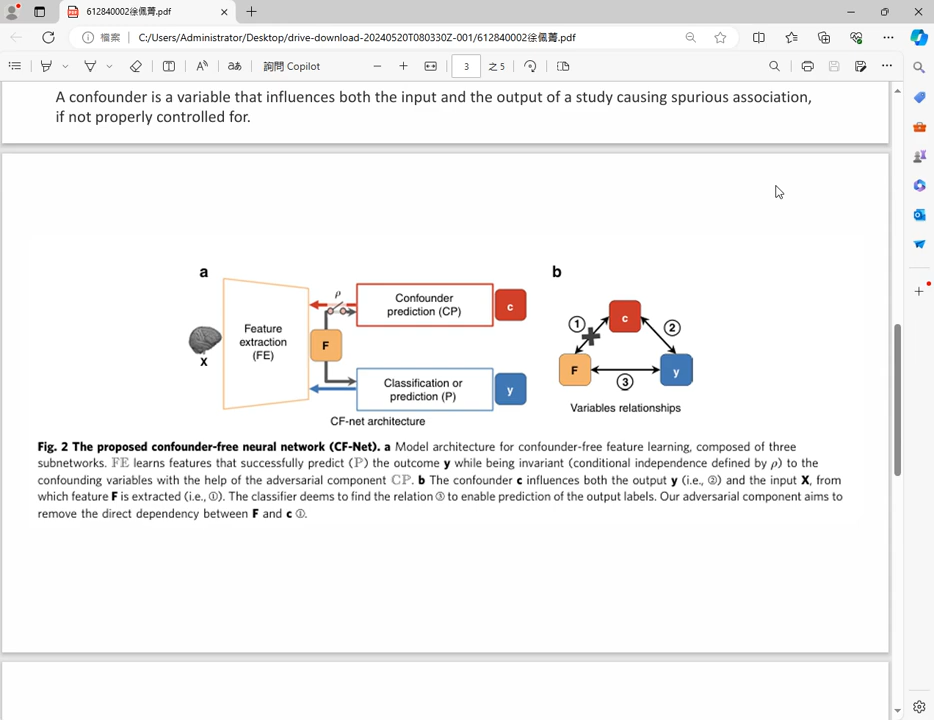 612840002徐佩菁.pdf
檔案
C:/Users/Administrator/Desktop/drive-download-20240520T080330Z-001/612840002徐佩菁.pdf
aあ
詢問 Copilot
3
之5
A confounder is a variable that influences both the input and the output of a study causing spurious association,
if not properly controlled for.
a
b
ρ
Confounder
prediction (CP)
c
Feature
extraction
(FE)
F
X
Classification or
prediction (P)
y
CF-net architecture
1
c
2
F
y
3
Variables relationships
Fig. 2 The proposed confounder-free neural network (CF-Net). a Model architecture for confounder-free feature learning, composed of three
subnetworks. FE learns features that successfully predict (P) the outcome y while being invariant (conditional independence defined by ρ) to the
confounding variables with the help of the adversarial component CP. b The confounder c influences both the output y (i.e., ②) and the input X, from
which feature F is extracted (i.e., ①). The classifier deems to find the relation ③ to enable prediction of the output labels. Our adversarial component aims to
remove the direct dependency between F and c ①.